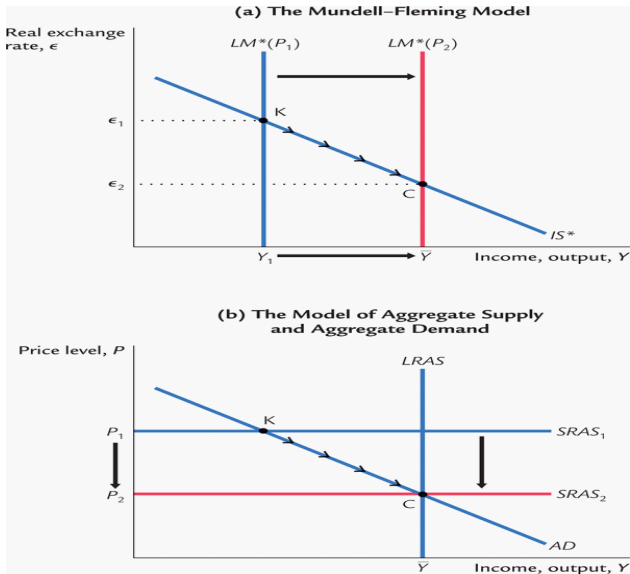 (a) The Mundell–Fleming Model
Real exchange
rate, ϵ
LM*(P₁)
LM*(P₂)
K
ϵ₁
ϵ₂
C
IS*
Y₁
Y̅
Income, output, Y
(b) The Model of Aggregate Supply
and Aggregate Demand
Price level, P
LRAS
K
P₁
SRAS₁
P₂
SRAS₂
C
AD
Y̅
Income, output, Y